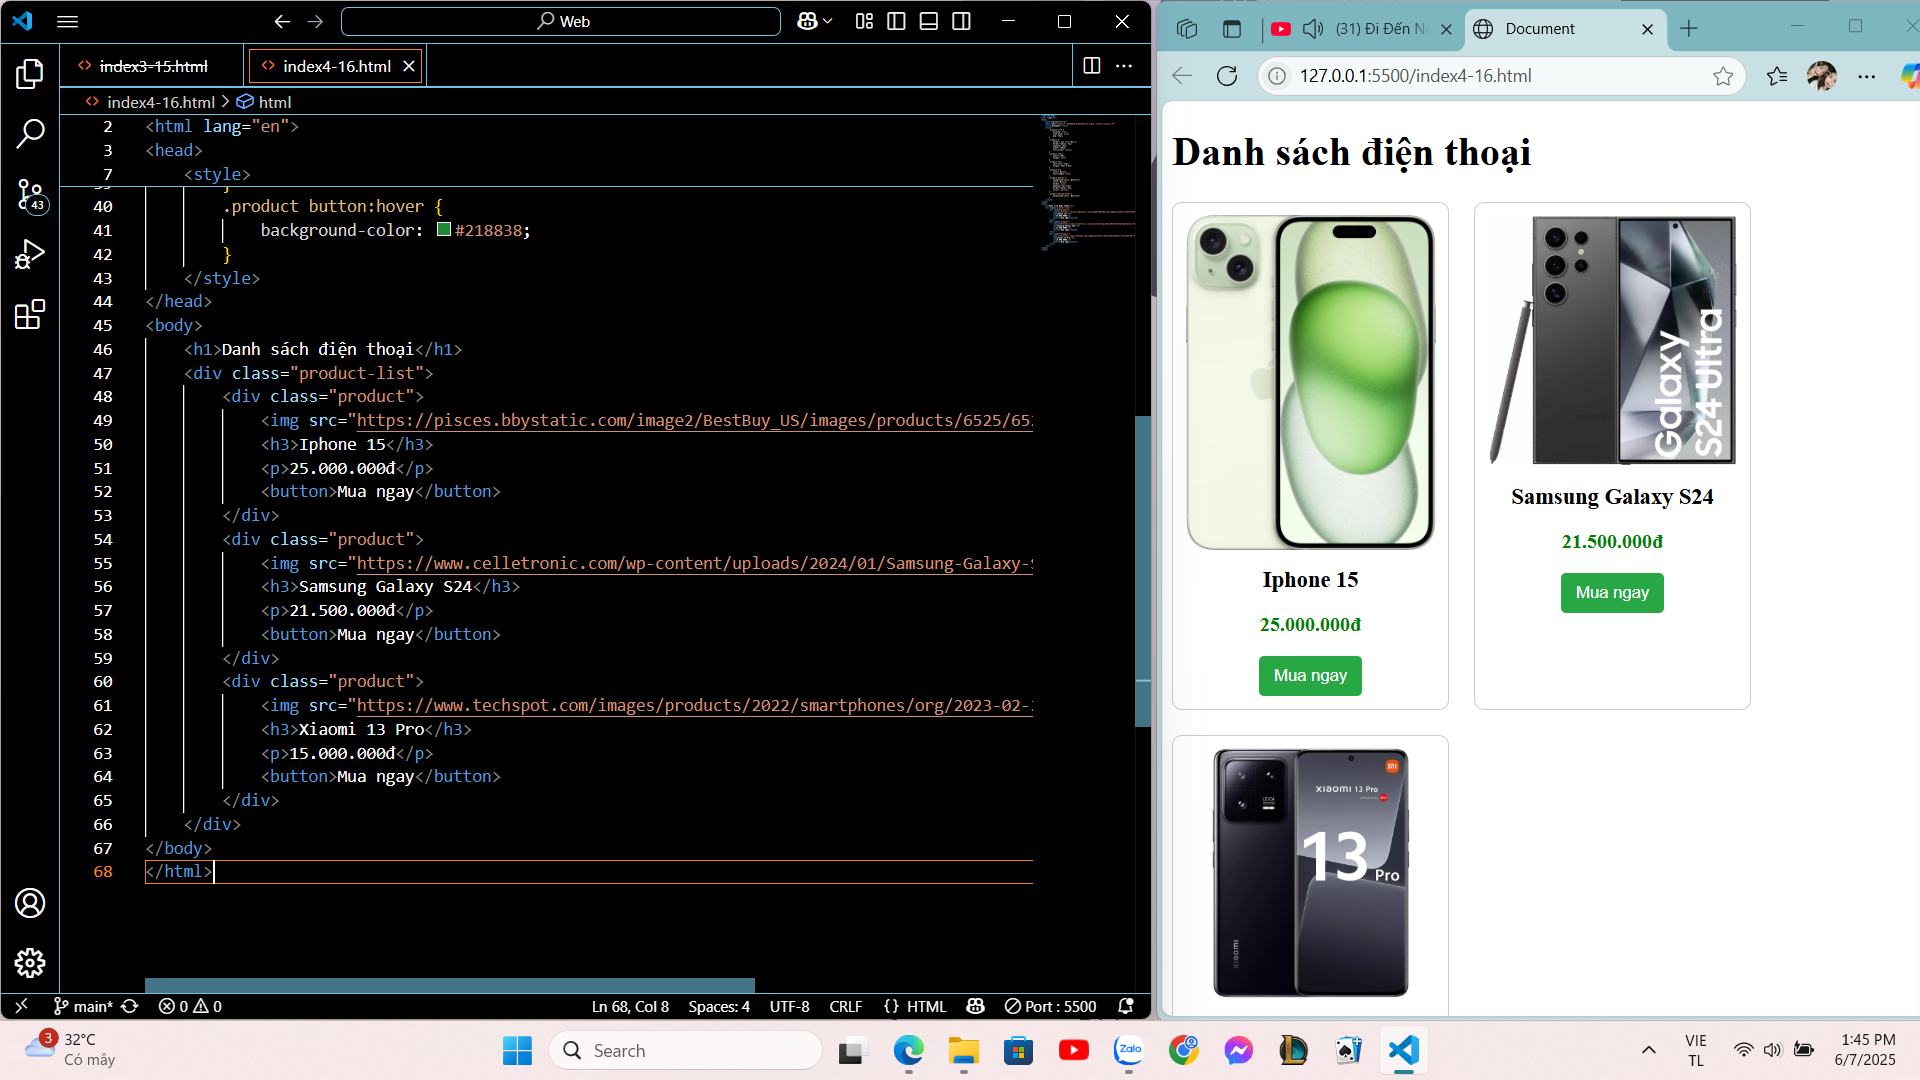 Web
index3-15.html
index4-16.html
index4-16.html > html
2 <html lang="en">
3 <head>
7 <style>
40 .product button:hover {
41 background-color: #218838;
42 }
43 </style>
44 </head>
45 <body>
46 <h1>Danh sách điện thoại</h1>
47 <div class="product-list">
48 <div class="product">
49 <img src="https://pisces.bbystatic.com/image2/BestBuy_US/images/products/6525/65
50 <h3>Iphone 15</h3>
51 <p>25.000.000đ</p>
52 <button>Mua ngay</button>
53 </div>
54 <div class="product">
55 <img src="https://www.celletronic.com/wp-content/uploads/2024/01/Samsung-Galaxy-S
56 <h3>Samsung Galaxy S24</h3>
57 <p>21.500.000đ</p>
58 <button>Mua ngay</button>
59 </div>
60 <div class="product">
61 <img src="https://www.techspot.com/images/products/2022/smartphones/org/2023-02-
62 <h3>Xiaomi 13 Pro</h3>
63 <p>15.000.000đ</p>
64 <button>Mua ngay</button>
65 </div>
66 </div>
67 </body>
68 </html>
43
main*
0 0
Ln 68, Col 8
Spaces: 4
UTF-8
CRLF
{} HTML
Port : 5500
(31) Đi Đến N
Document
127.0.0.1:5500/index4-16.html
Danh sách điện thoại
Iphone 15
25.000.000đ
Mua ngay
Galaxy
S24 Ultra
Samsung Galaxy S24
21.500.000đ
Mua ngay
xiaomi 13 Pro
13 Pro
xiaomi
LEICA
3
32°C
Có mây
Search
Zalo
VIE
TL
1:45 PM
6/7/2025